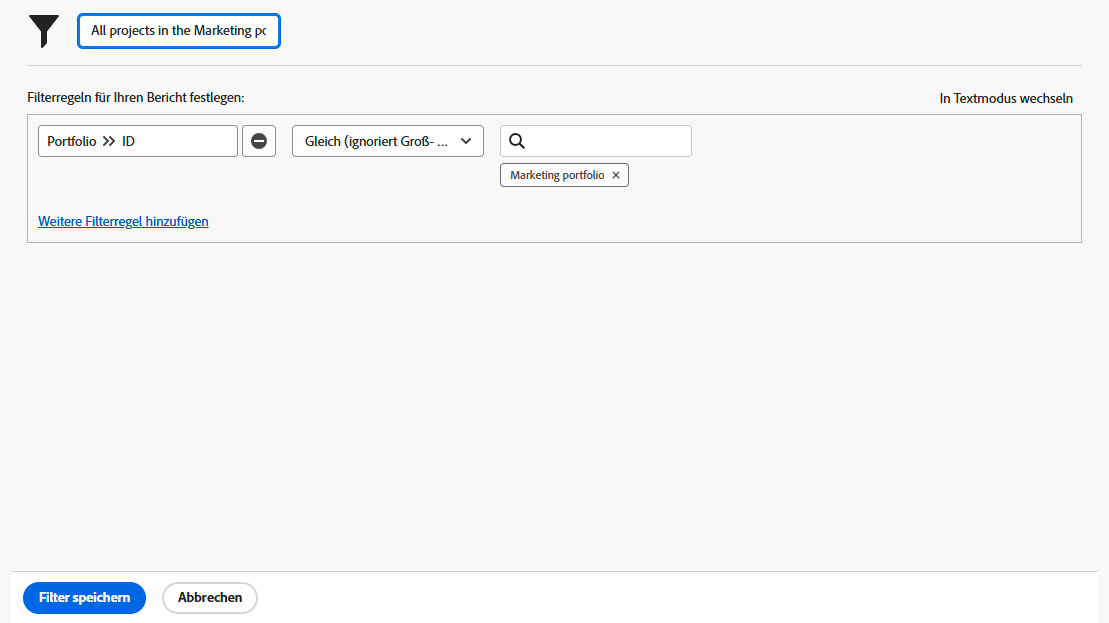 All projects in the Marketing pc
Filterregeln für Ihren Bericht festlegen:
In Textmodus wechseln
Portfolio » ID
Gleich (ignoriert Groß- ...
Marketing portfolio ×
Weitere Filterregel hinzufügen
Filter speichern
Abbrechen